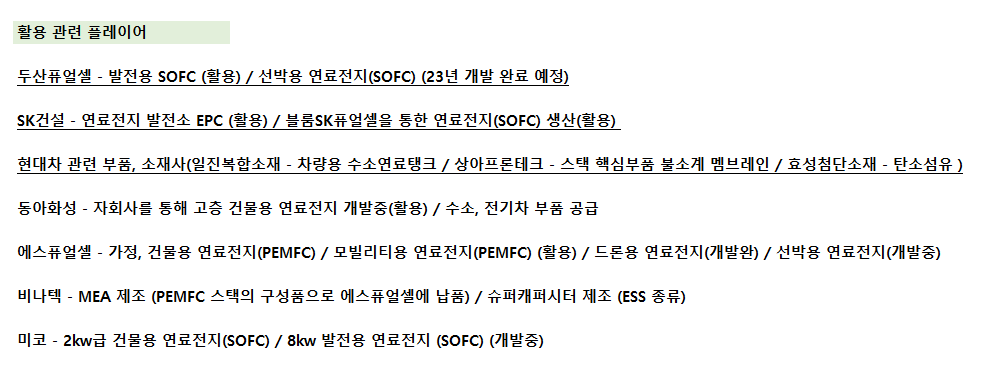 활용 관련 플레이어
두산퓨얼셀 - 발전용 SOFC (활용) / 선박용 연료전지(SOFC) (23년 개발 완료 예정)
SK건설 - 연료전지 발전소 EPC (활용) / 블룸SK퓨얼셀을 통한 연료전지(SOFC) 생산(활용)
현대차 관련 부품, 소재사(일진복합소재 - 차량용 수소연료탱크 / 상아프론테크 - 스택 핵심부품 불소계 멤브레인 / 효성첨단소재 - 탄소섬유 )
동아화성 - 자회사를 통해 고층 건물용 연료전지 개발중(활용) / 수소, 전기차 부품 공급
에스퓨얼셀 - 가정, 건물용 연료전지(PEMFC) / 모빌리티용 연료전지(PEMFC) (활용) / 드론용 연료전지(개발완) / 선박용 연료전지(개발중)
비나텍 - MEA 제조 (PEMFC 스택의 구성품으로 에스퓨얼셀에 납품) / 슈퍼캐퍼시터 제조 (ESS 종류)
미코 - 2kw급 건물용 연료전지(SOFC) / 8kw 발전용 연료전지 (SOFC) (개발중)